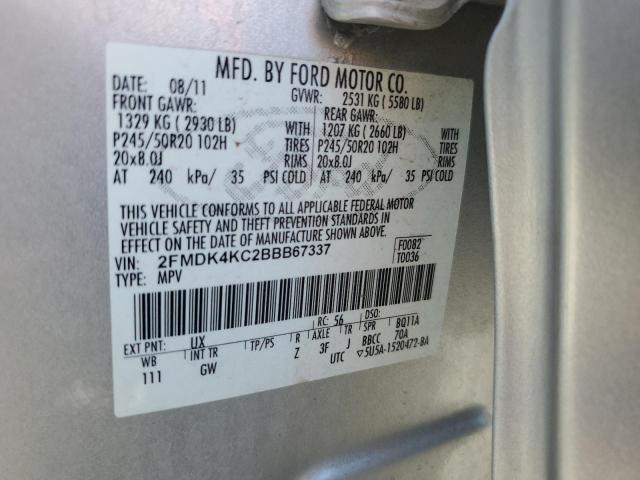 MFD. BY FORD MOTOR CO.
DATE: 08/11 GVWR: 2531 KG ( 5580 LB)
FRONT GAWR: REAR GAWR:
1329 KG ( 2930 LB) WITH 1207 KG ( 2660 LB) WITH
P245/50R20 102H TIRES P245/50R20 102H TIRES
20x8.0J RIMS 20x8.0J RIMS
AT 240 kPa/ 35 PSI COLD AT 240 kPa/ 35 PSI COLD
THIS VEHICLE CONFORMS TO ALL APPLICABLE FEDERAL MOTOR
VEHICLE SAFETY AND THEFT PREVENTION STANDARDS IN
EFFECT ON THE DATE OF MANUFACTURE SHOWN ABOVE.
VIN: 2FMDK4KC2BBB67337 F0082
TYPE: MPV T0036
EXT PNT: UX RC: 56 DSO:
WB INT TR TP/PS R AXLE TR SPR BQ11A
111 GW Z 3F J BBCC 70A
UTC ▽5U5A-1520472-BA